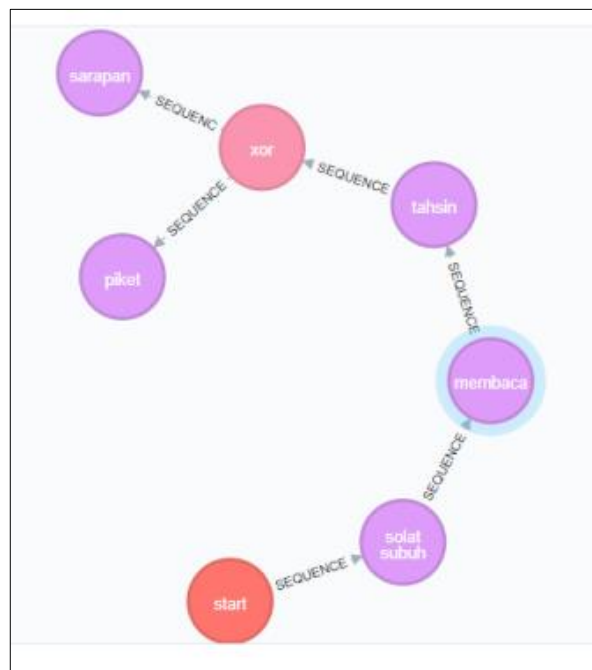 sarapan
SEQUENC
xor
SEQUENCE
tahsin
SEQUENCE
piket
SEQUENCE
membaca
SEQUENCE
solat
subuh
SEQUENCE
start